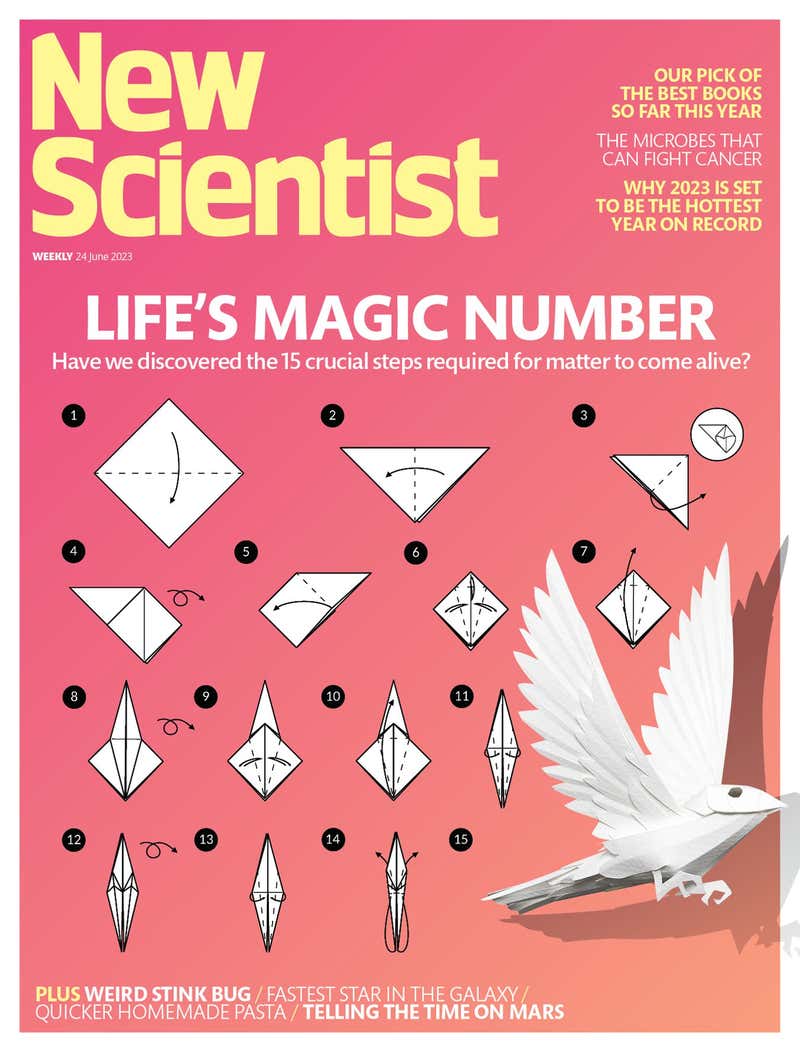 New
Scientist
WEEKLY 24 June 2023
OUR PICK OF
THE BEST BOOKS
SO FAR THIS YEAR
THE MICROBES THAT
CAN FIGHT CANCER
WHY 2023 IS SET
TO BE THE HOTTEST
YEAR ON RECORD
LIFE'S MAGIC NUMBER
Have we discovered the 15 crucial steps required for matter to come alive?
1
2
3
4
5
6
7
8
9
10
11
12
13
14
15
PLUS WEIRD STINK BUG / FASTEST STAR IN THE GALAXY /
QUICKER HOMEMADE PASTA / TELLING THE TIME ON MARS